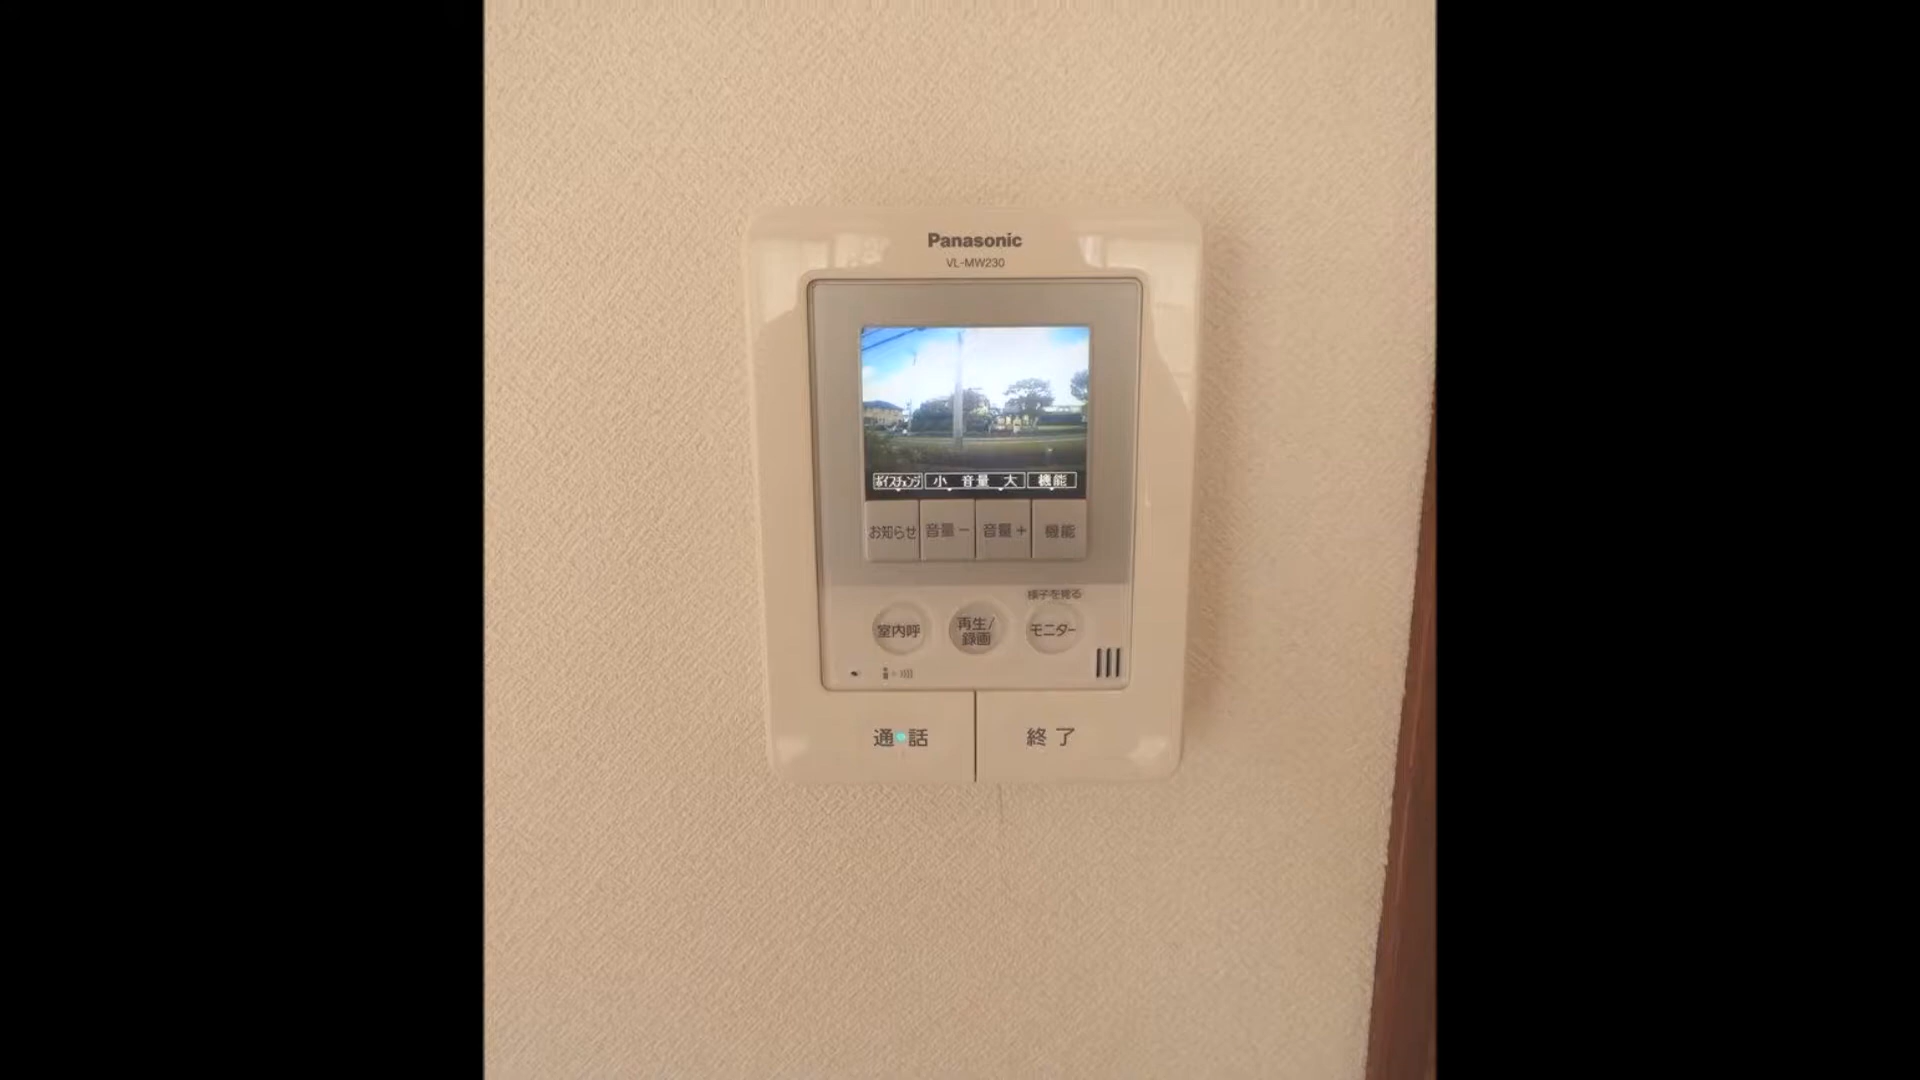 Panasonic
VL-MW230
ボイスチェンジ 小 音量 大 機能
お知らせ 音量－ 音量＋ 機能
様子を見る
室内呼 再生/録画 モニター
通話 終了